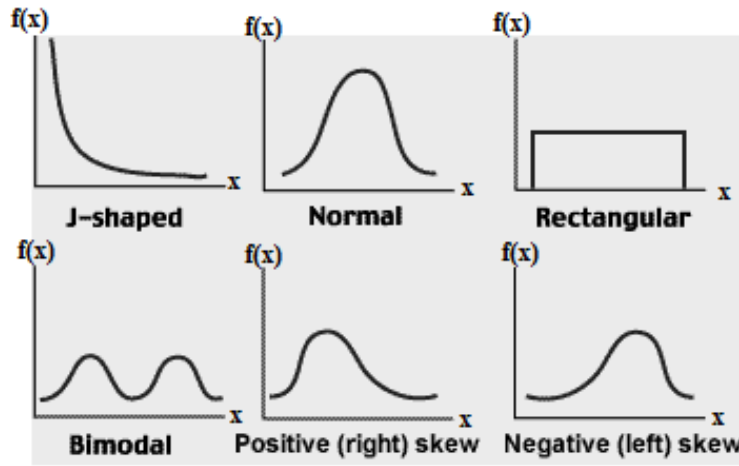 f(x) f(x) f(x)
x x x
J-shaped Normal Rectangular
f(x) f(x) f(x)
x x x
Bimodal Positive (right) skew Negative (left) skew